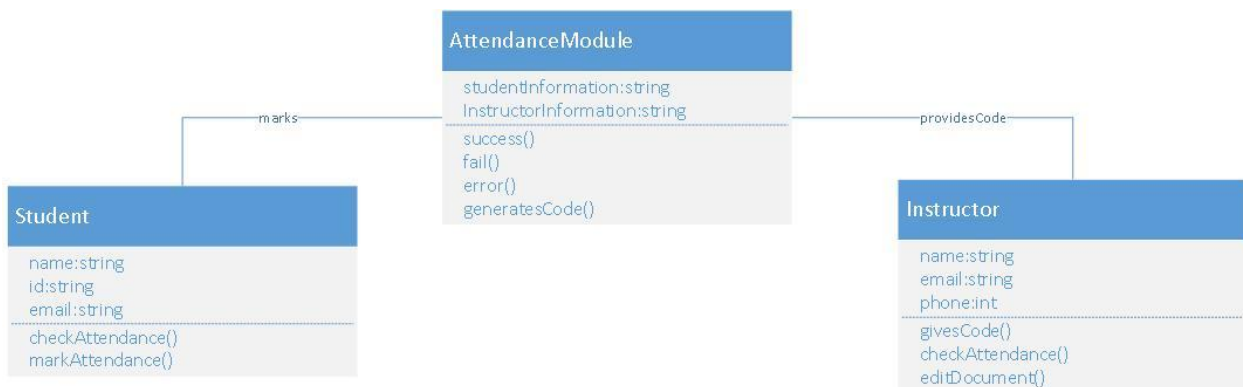 AttendanceModule
studentInformation:string
InstructorInformation:string
success()
fail()
error()
generatesCode()
marks
providesCode
Student
name:string
id:string
email:string
checkAttendance()
markAttendance()
Instructor
name:string
email:string
phone:int
givesCode()
checkAttendance()
editDocument()